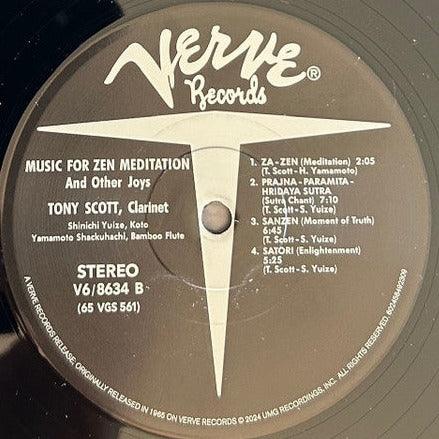 VERVE®
Records
MUSIC FOR ZEN MEDITATION
And Other Joys
TONY SCOTT, Clarinet
Shinichi Yuize, Koto
Yamamoto Shackuhachi, Bamboo Flute
STEREO
V6/8634 B
(65 VGS 561)
1. ZA-ZEN (Meditation) 2:05
(T. Scott-H. Yamamoto)
2. PRAJNA-PARAMITA-
HRIDAYA SUTRA
(Sutra Chant) 7:10
(T. Scott-S. Yuize)
3. SANZEN (Moment of Truth)
6:45
(T. Scott-S. Yuize)
4. SATORI (Enlightenment)
5:25
(T. Scott-S. Yuize)
A VERVE RECORDS RELEASE; ORIGINALLY RELEASED IN 1965 ON VERVE RECORDS © 2024 UMG RECORDINGS, INC. ALL RIGHTS RESERVED.